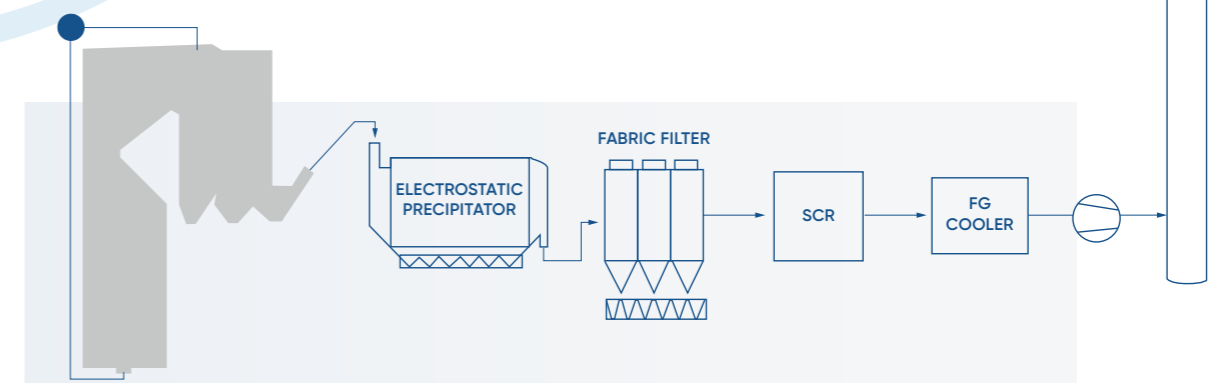 FABRIC FILTER
ELECTROSTATIC
PRECIPITATOR
SCR
FG
COOLER